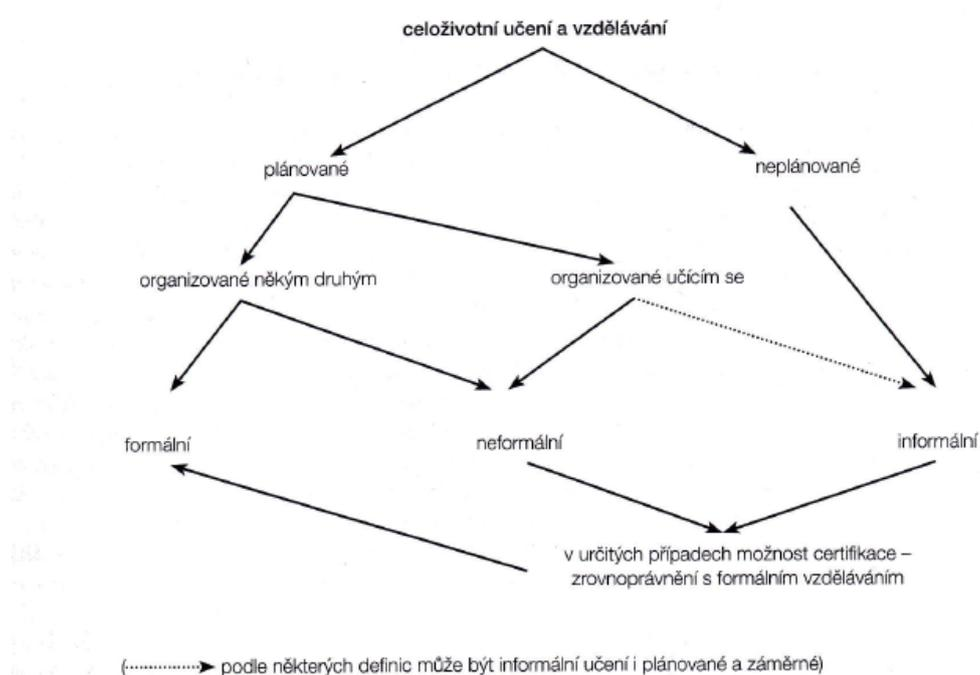 celoživotní učení a vzdělávání
plánované
neplánované
organizované někým druhým
organizované učícím se
formální
neformální
informální
v určitých případech možnost certifikace –
zrovnoprávnění s formálním vzděláváním
(..............► podle některých definic může být informální učení i plánované a záměrné)